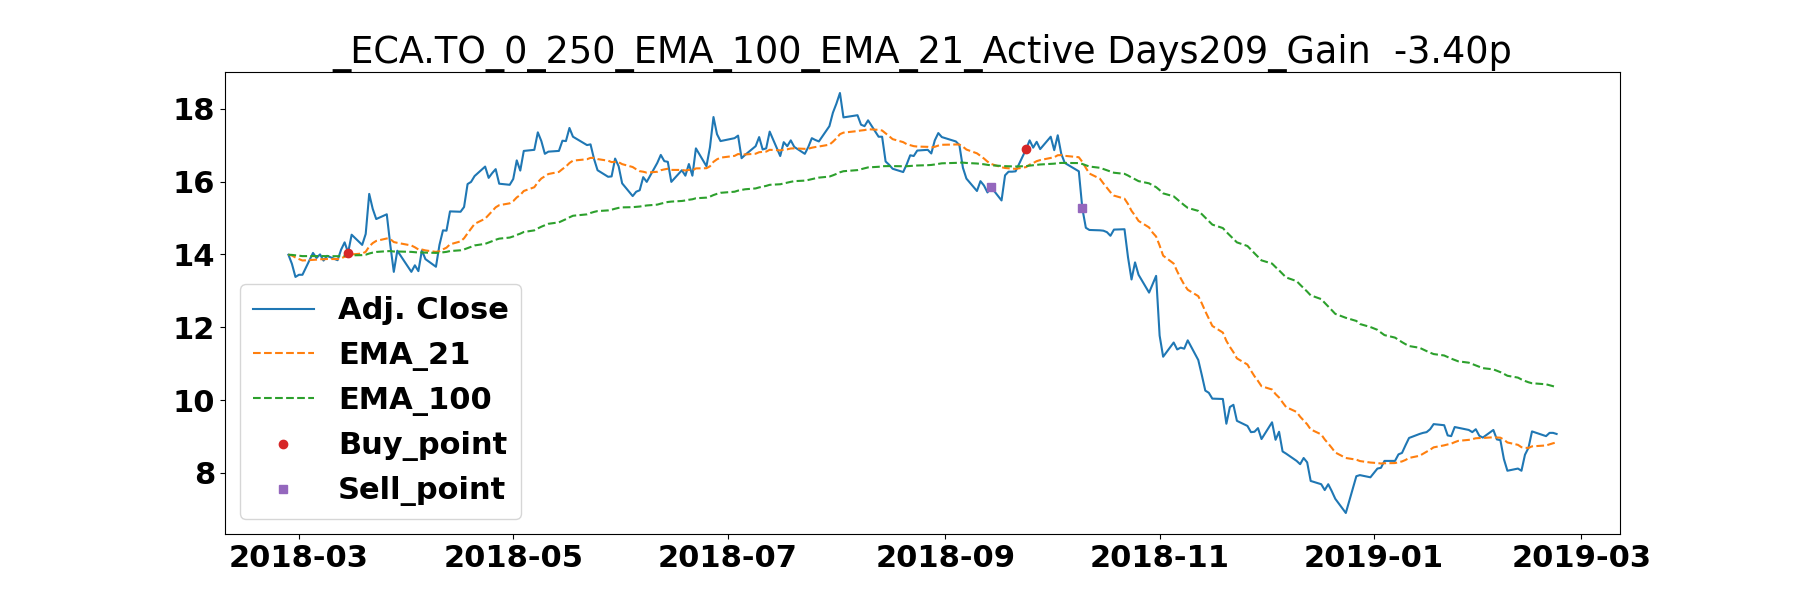 _ECA.TO_0_250_EMA_100_EMA_21_Active Days209_Gain  -3.40p
18
16
14
12
10
8
Adj. Close
EMA_21
EMA_100
Buy_point
Sell_point
2018-03 2018-05 2018-07 2018-09 2018-11 2019-01 2019-03